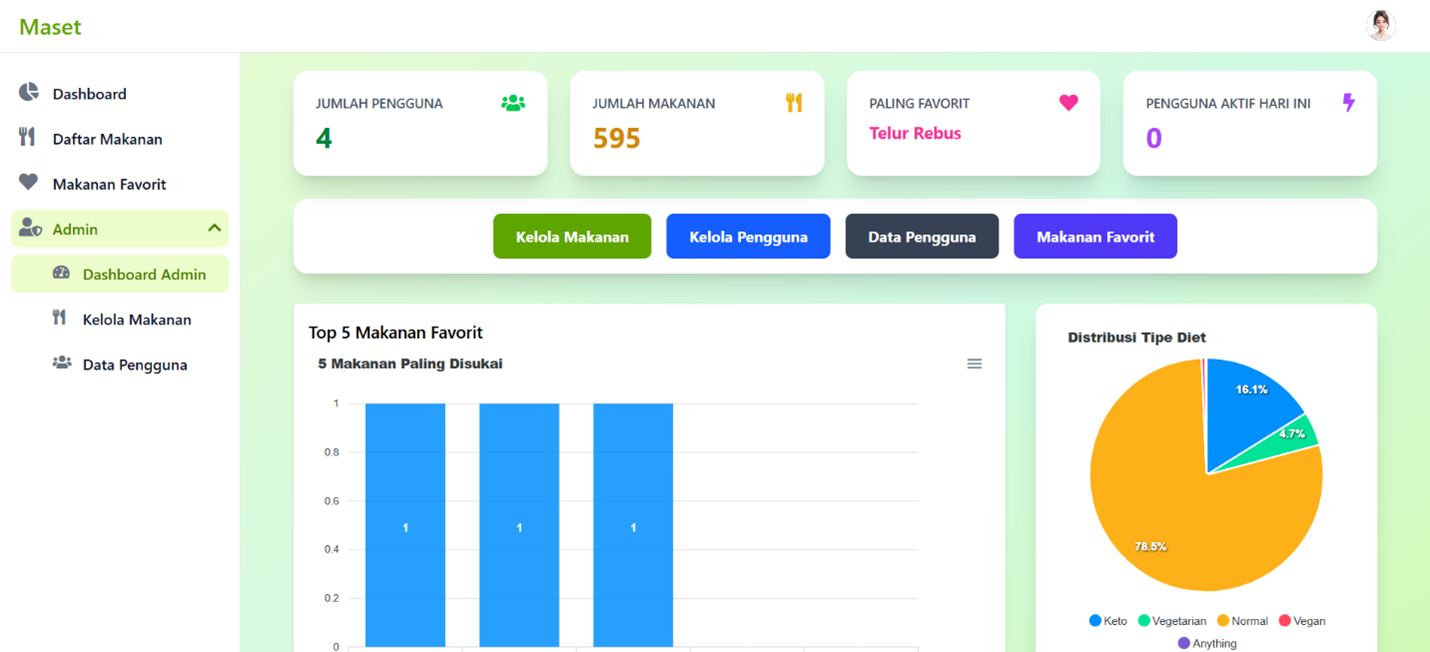 Maset
Dashboard
Daftar Makanan
Makanan Favorit
Admin
Dashboard Admin
Kelola Makanan
Data Pengguna
JUMLAH PENGGUNA
4
JUMLAH MAKANAN
595
PALING FAVORIT
Telur Rebus
PENGGUNA AKTIF HARI INI
0
Kelola Makanan
Kelola Pengguna
Data Pengguna
Makanan Favorit
Top 5 Makanan Favorit
5 Makanan Paling Disukai
1
0.8
0.6
0.4
0.2
0
1 1 1
Distribusi Tipe Diet
16.1%
4.7%
78.5%
Keto Vegetarian Normal Vegan
Anything